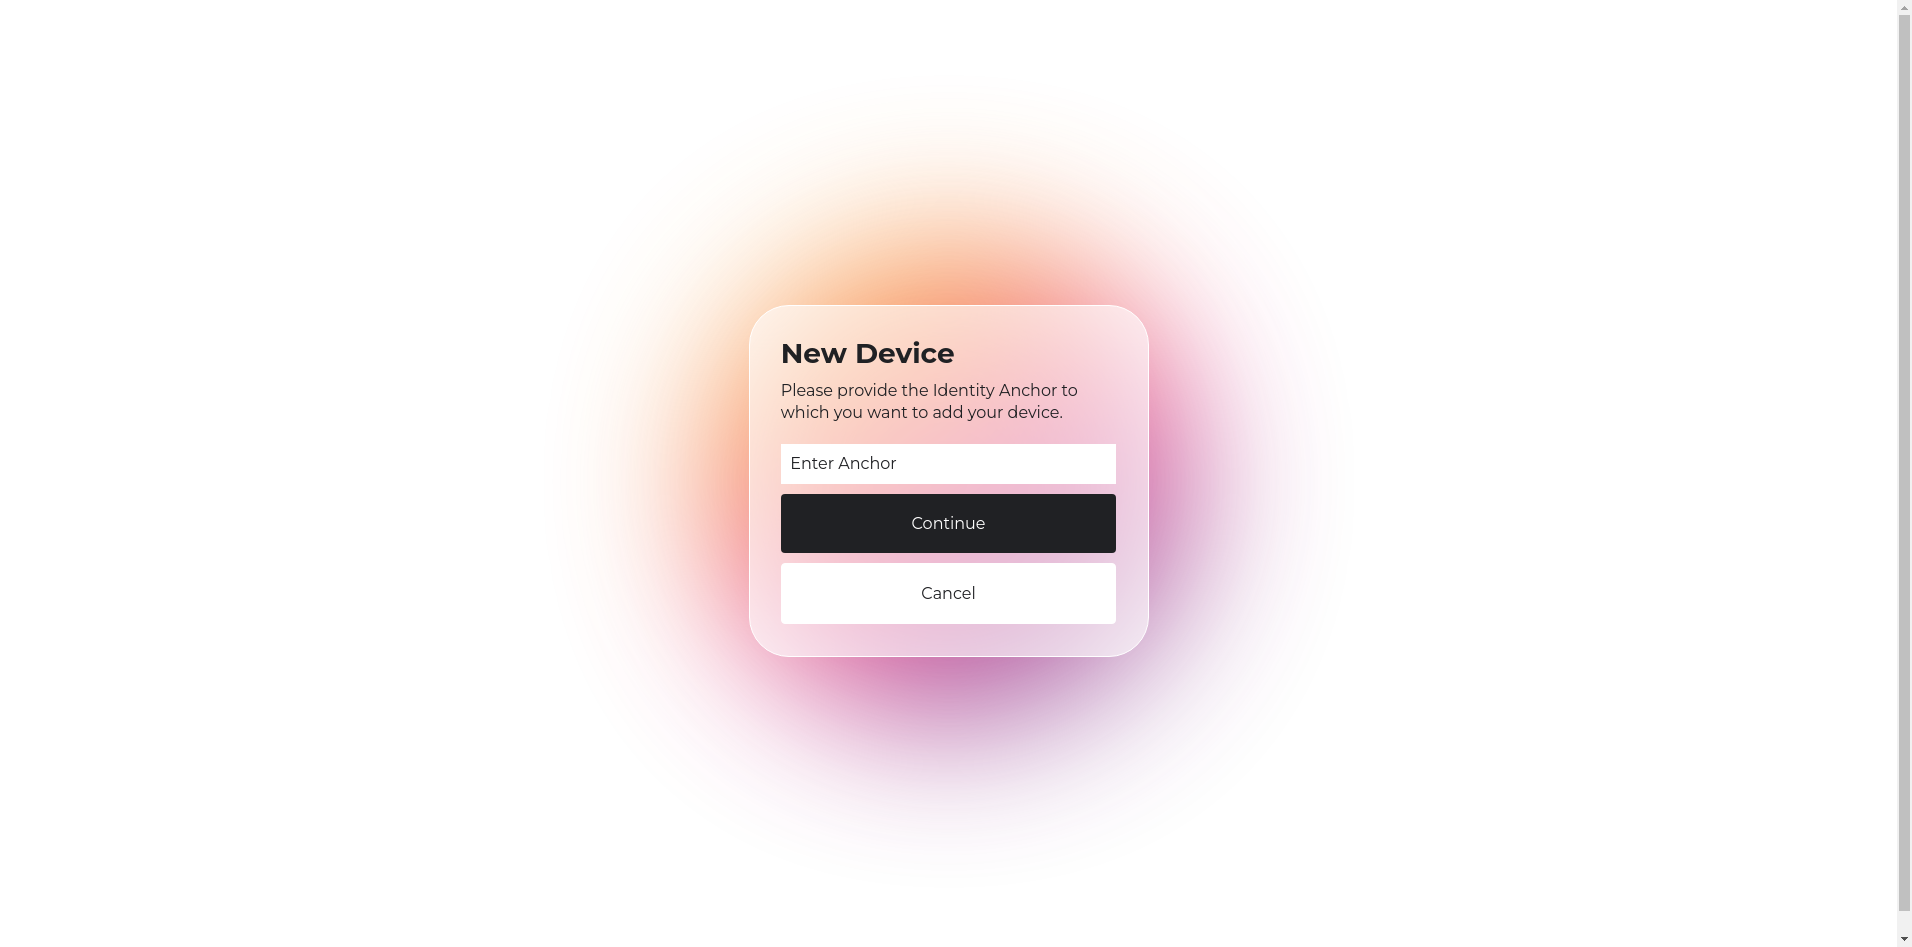 New Device
Please provide the Identity Anchor to
which you want to add your device.
Enter Anchor
Continue
Cancel